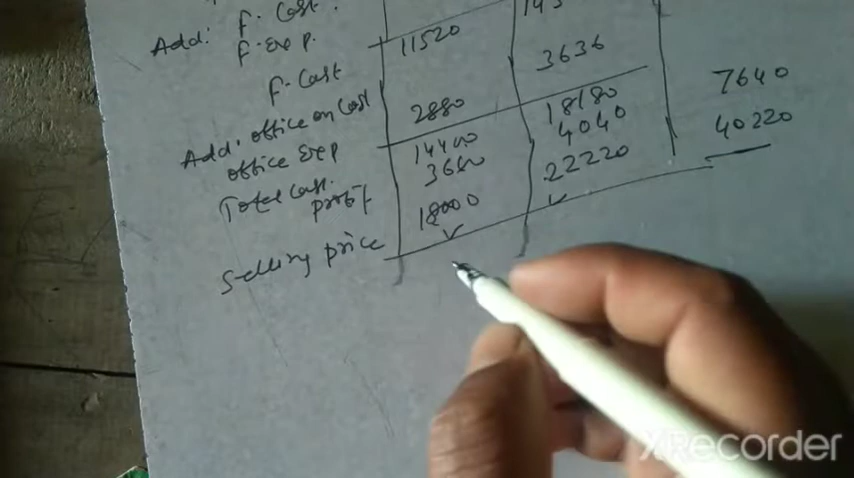 Add: F. Cost.
F. Exp. 11520
F. Cost 3636
Add: office on Cost 2880 18180 7640
office Exp 14400 4040 40220
Total Cost. 3600 22220
profit 18000
Selling price
XRecorder